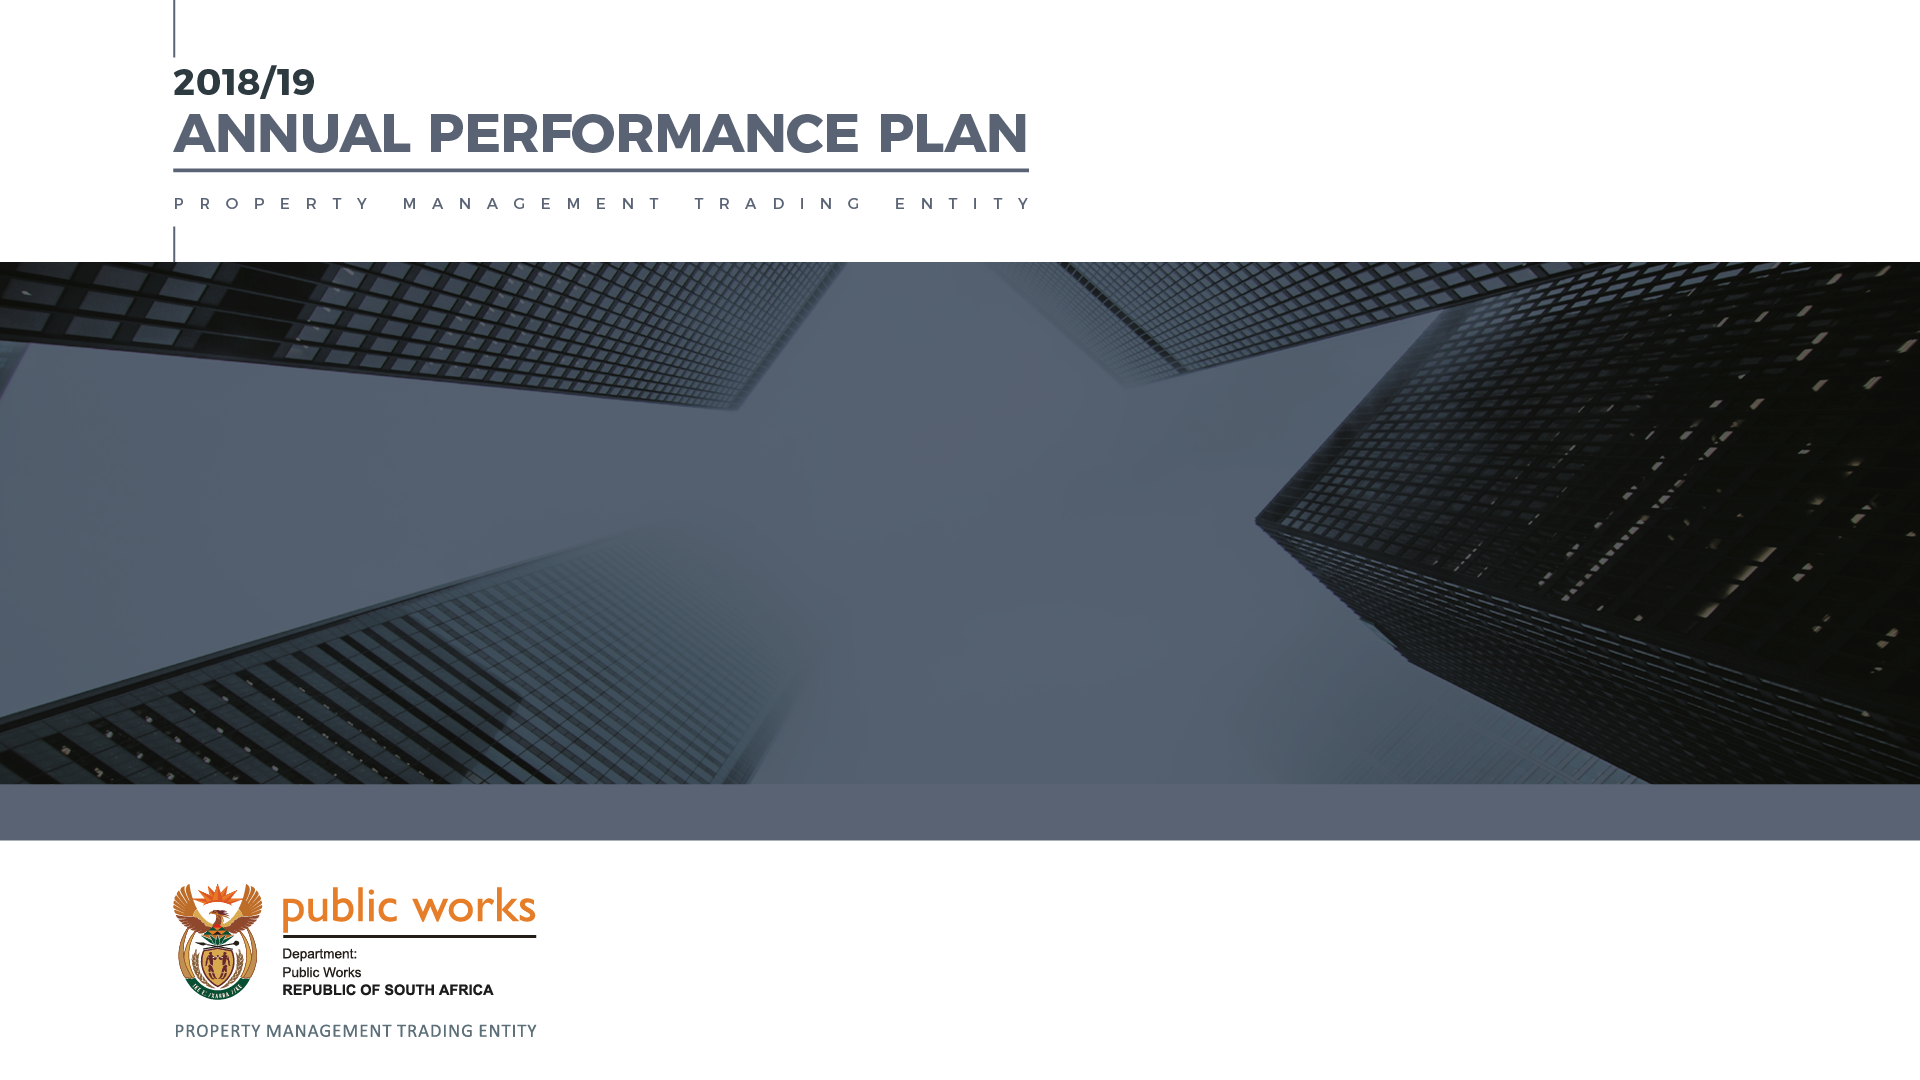 2018/19
ANNUAL PERFORMANCE PLAN
PROPERTY MANAGEMENT TRADING ENTITY
public works
Department:
Public Works
REPUBLIC OF SOUTH AFRICA
PROPERTY MANAGEMENT TRADING ENTITY